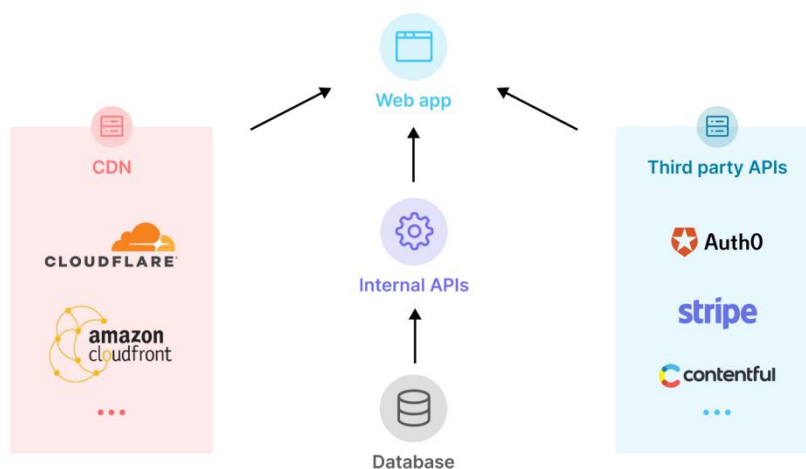 Web app
CDN
Third party APIs
CLOUDFLARE
Auth0
Internal APIs
stripe
amazon
cloudfront
contentful
Database